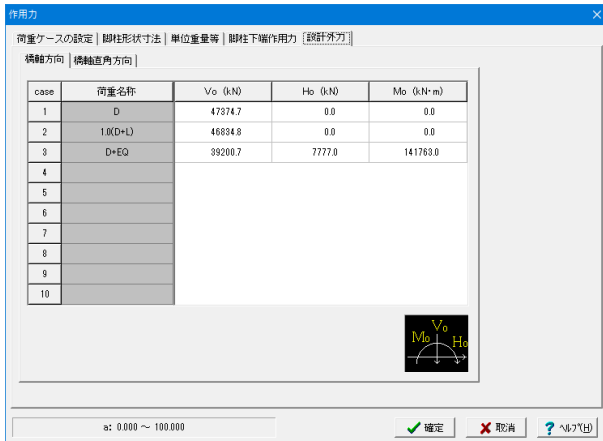 作用力
荷重ケースの設定 脚柱形状寸法 単位重量等 脚柱下端作用力 設計外力
橋軸方向 橋軸直角方向
case 荷重名称 Vo (kN) Ho (kN) Mo (kN・m)
1 D 47374.7 0.0 0.0
2 1.0(D+L) 46834.8 0.0 0.0
3 D+EQ 39200.7 7777.0 141763.0
4
5
6
7
8
9
10
Vo
Mo Ho
a: 0.000 ～ 100.000 確定 取消 ? ヘルプ(H)